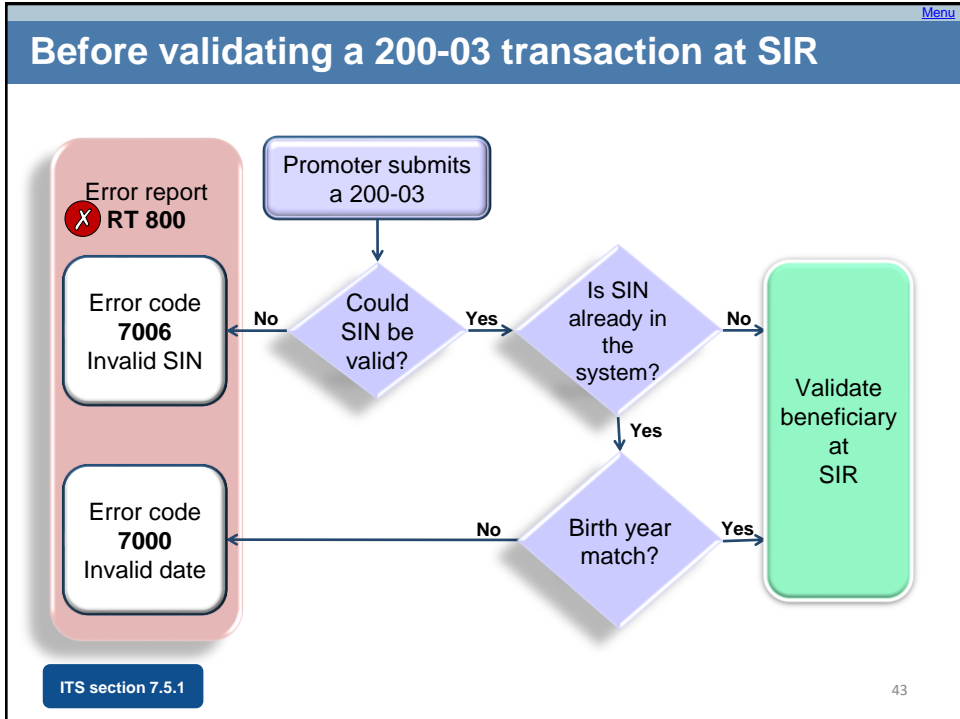 Menu
Before validating a 200-03 transaction at SIR
Error report
X RT 800
Error code
7006
Invalid SIN
Error code
7000
Invalid date
Promoter submits
a 200-03
Could
SIN be
valid?
No
Yes
Is SIN
already in
the
system?
No
Yes
Birth year
match?
No
Yes
Validate
beneficiary
at
SIR
ITS section 7.5.1
43